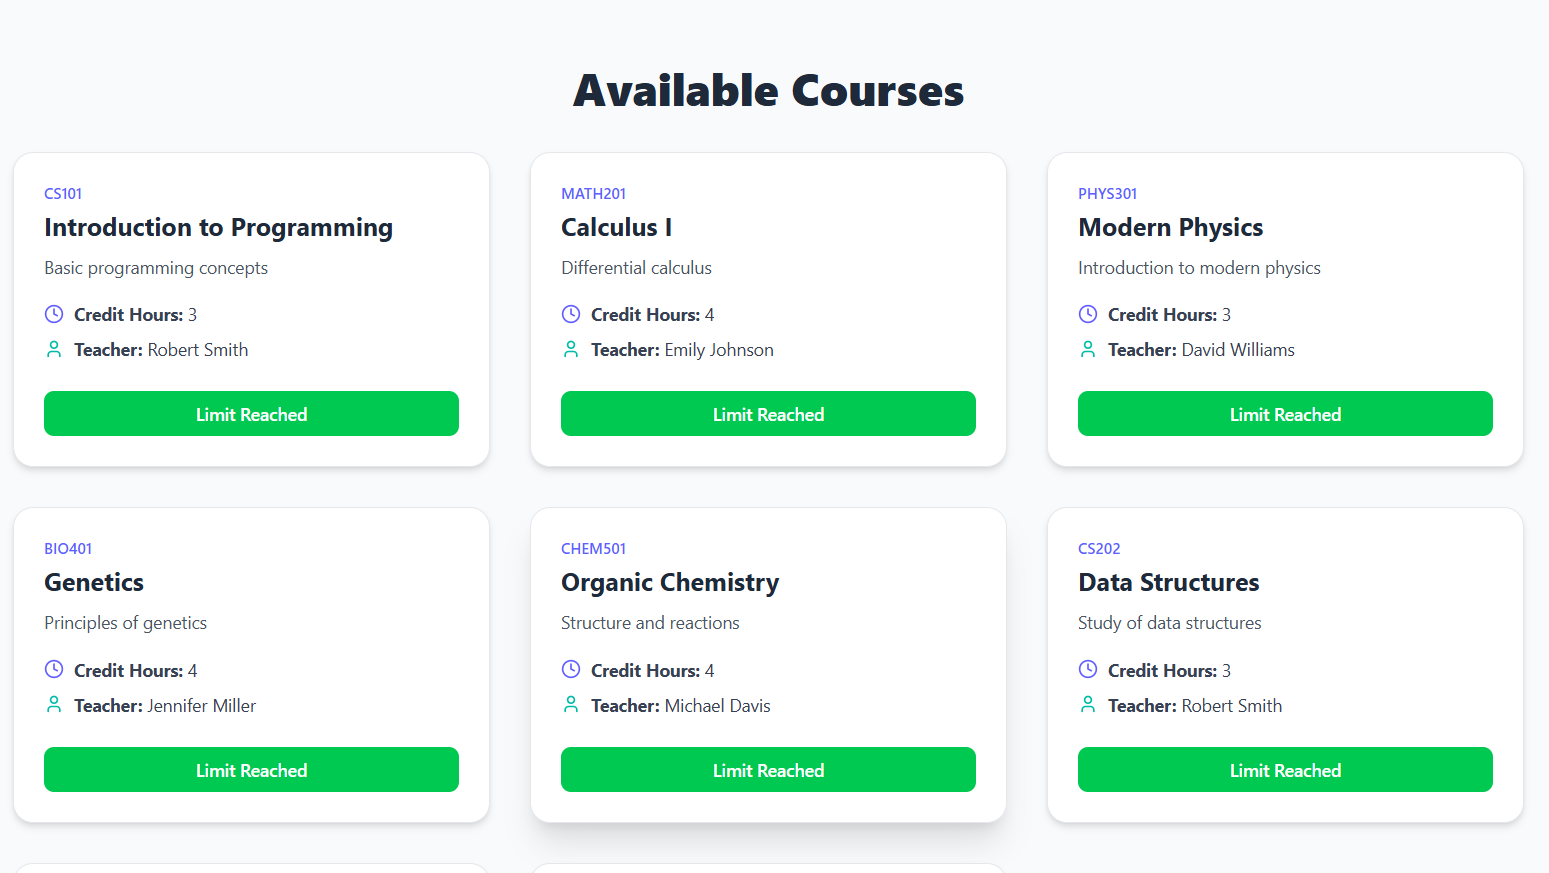 Available Courses
CS101
Introduction to Programming
Basic programming concepts
Credit Hours: 3
Teacher: Robert Smith
Limit Reached
MATH201
Calculus I
Differential calculus
Credit Hours: 4
Teacher: Emily Johnson
Limit Reached
PHYS301
Modern Physics
Introduction to modern physics
Credit Hours: 3
Teacher: David Williams
Limit Reached
BIO401
Genetics
Principles of genetics
Credit Hours: 4
Teacher: Jennifer Miller
Limit Reached
CHEM501
Organic Chemistry
Structure and reactions
Credit Hours: 4
Teacher: Michael Davis
Limit Reached
CS202
Data Structures
Study of data structures
Credit Hours: 3
Teacher: Robert Smith
Limit Reached